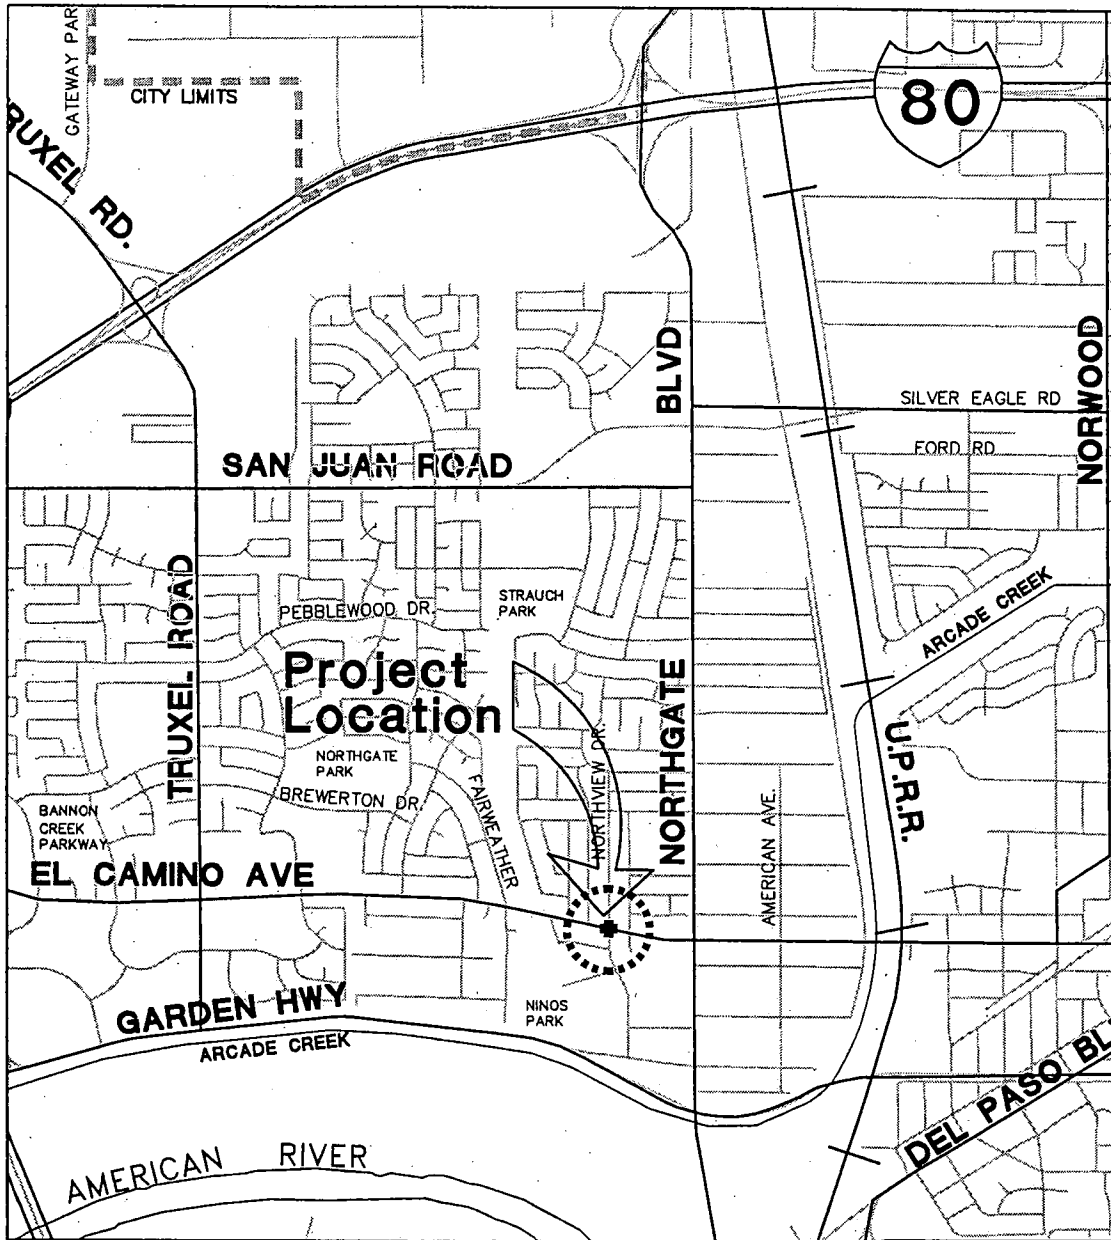 GATEWAY PAR
CITY LIMITS
RUXEL RD.
80
BLVD
NORWOOD
SILVER EAGLE RD
FORD RD
SAN JUAN ROAD
TRUXEL ROAD
PEBBLEWOOD DR.
STRAUCH
PARK
ARCADE CREEK
Project
Location
NORTHGATE
NORTHGATE
PARK
NORTHVIEW DR.
FAIRWEATHER
BREWERTON DR.
U.P.R.R.
BANNON
CREEK
PARKWAY
AMERICAN AVE.
EL CAMINO AVE
GARDEN HWY
NINOS
PARK
ARCADE CREEK
DEL PASO BL
AMERICAN RIVER